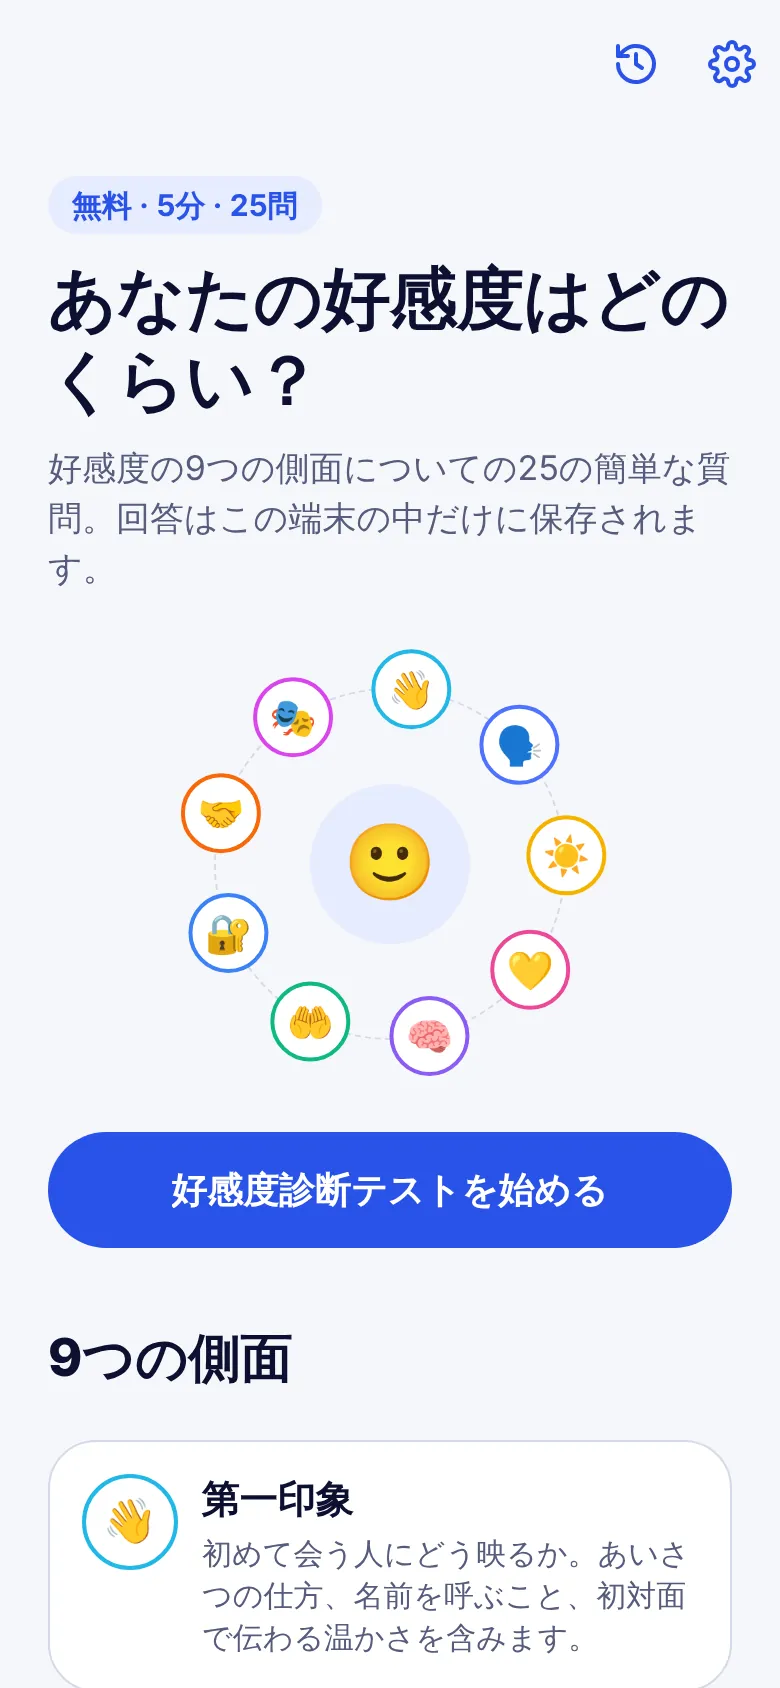 無料 · 5分 · 25問
あなたの好感度はどの
くらい？
好感度の9つの側面についての25の簡単な質
問。回答はこの端末の中だけに保存されま
す。
好感度診断テストを始める
9つの側面
第一印象
初めて会う人にどう映るか。あいさ
つの仕方、名前を呼ぶこと、初対面
で伝わる温かさを含みます。